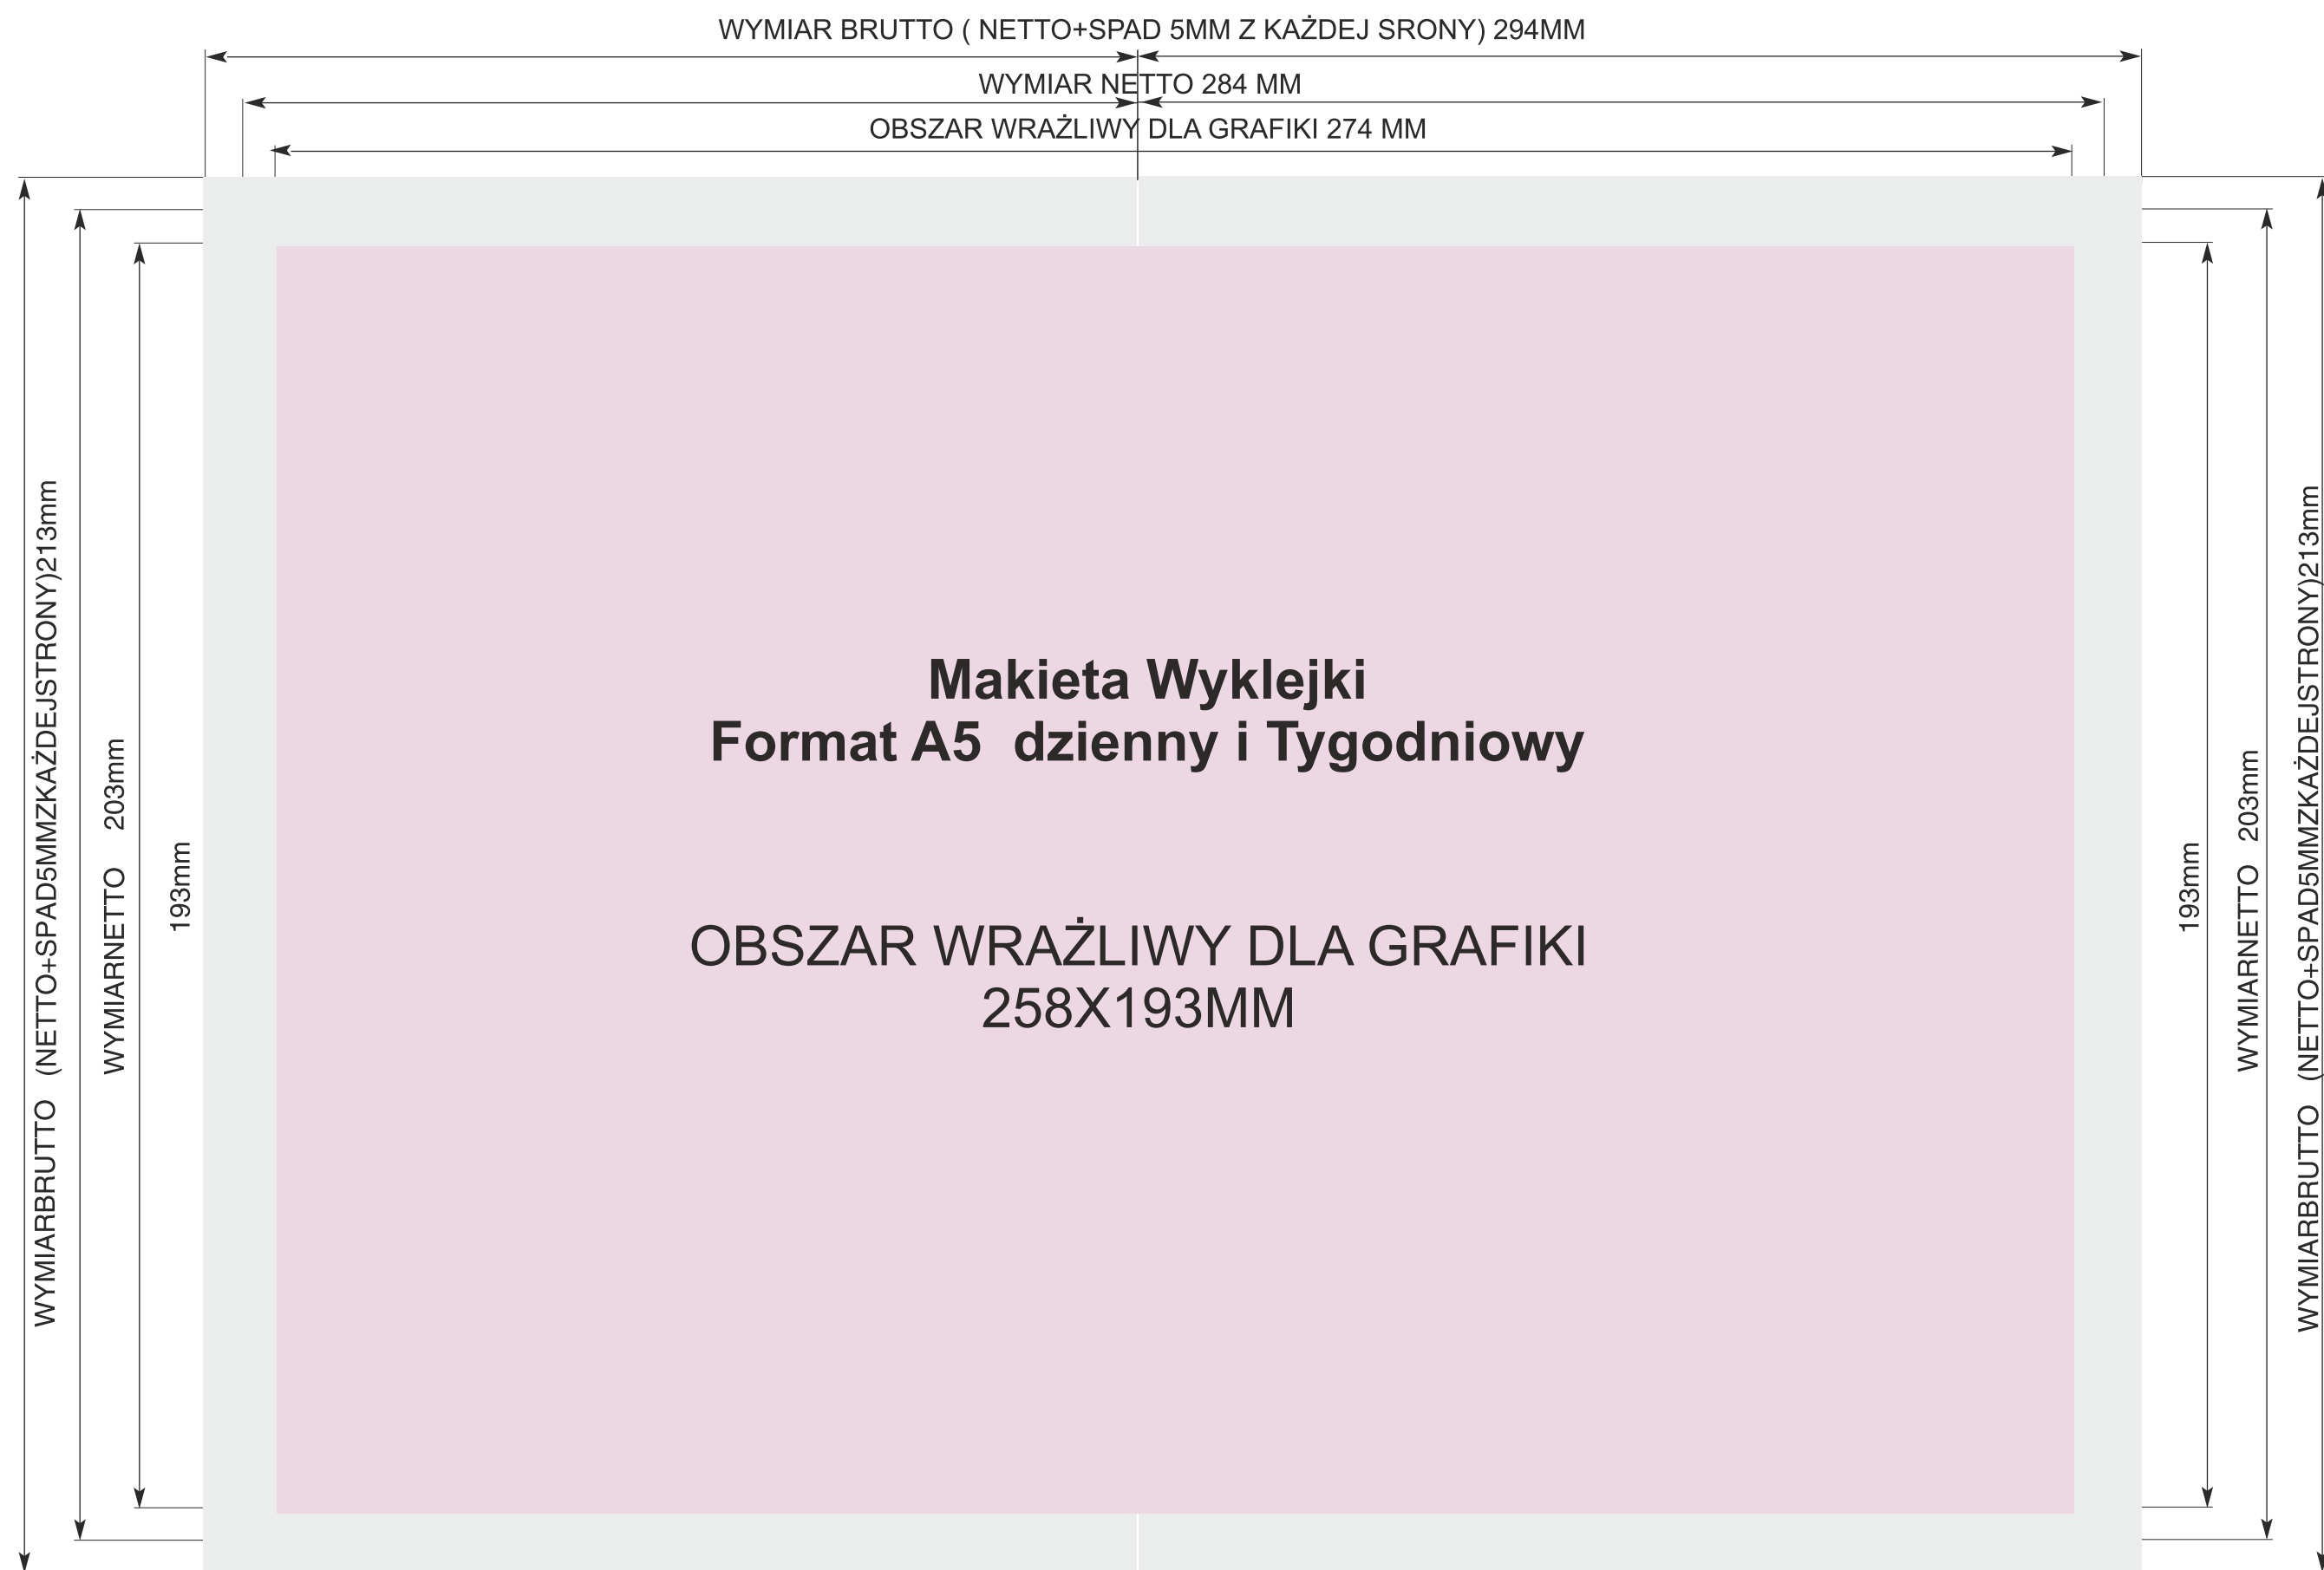 WYMIAR BRUTTO ( NETTO+SPAD 5MM Z KAŻDEJ SRONY) 294MM
WYMIAR NETTO 284 MM
OBSZAR WRAŻLIWY DLA GRAFIKI 274 MM
WYMIARBRUTTO (NETTO+SPAD5MMZKAŻDEJSTRONY)213mm
WYMIARNETTO 203mm
193mm
Makieta Wyklejki
Format A5 dzienny i Tygodniowy
OBSZAR WRAŻLIWY DLA GRAFIKI
258X193MM
193mm
WYMIARNETTO 203mm
WYMIARBRUTTO (NETTO+SPAD5MMZKAŻDEJSTRONY)213mm